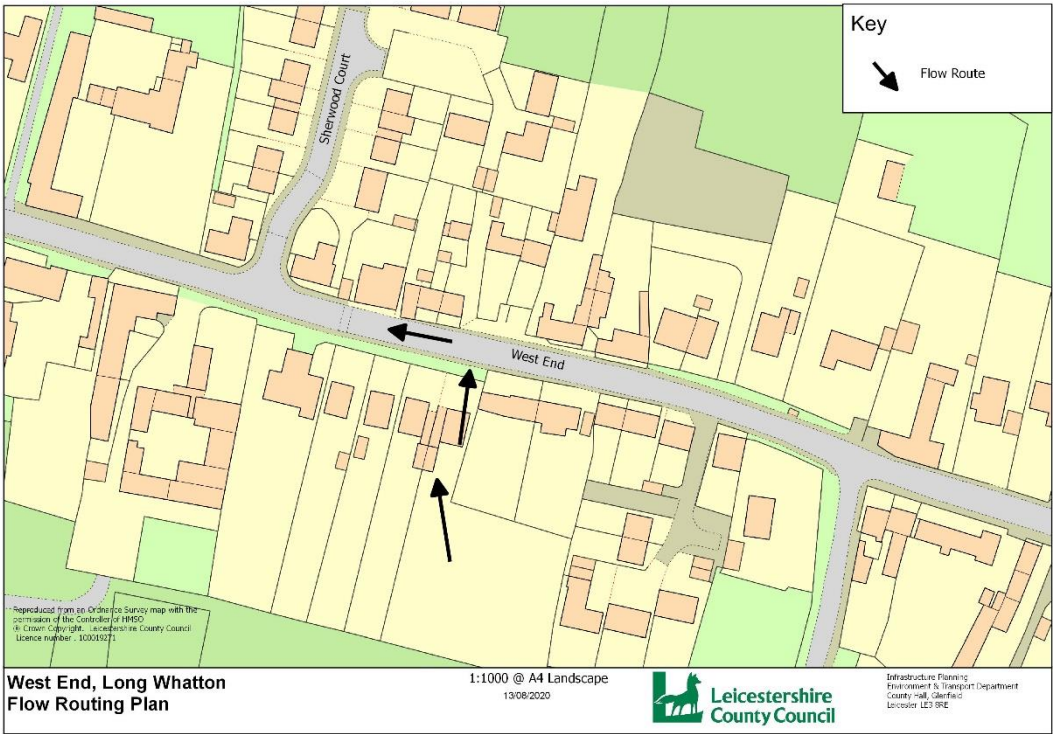 Key
Flow Route
Sherwood Court
West End
Reproduced from an Ordnance Survey map with the
permission of the Controller of HMSO
© Crown Copyright. Leicestershire County Council
Licence number . 100019271
West End, Long Whatton
Flow Routing Plan
1:1000 @ A4 Landscape
13/08/2020
Leicestershire
County Council
Infrastructure Planning
Environment & Transport Department
County Hall, Glenfield
Leicester LE3 8RE